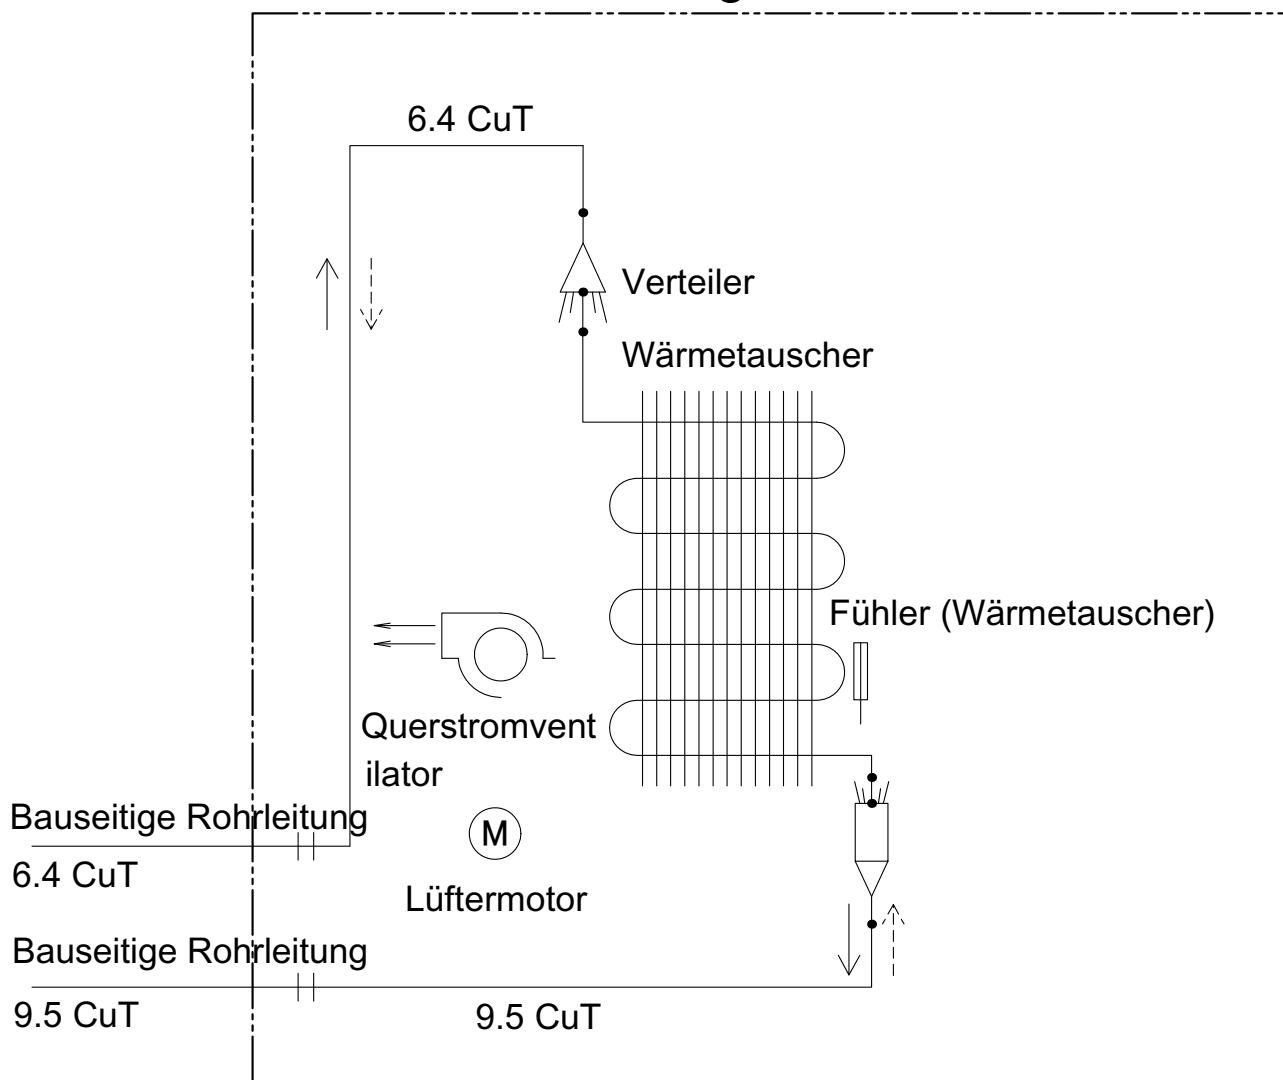 6.4 CuT
Verteiler
Wärmetauscher
Fühler (Wärmetauscher)
Querstromvent
ilator
Bauseitige Rohrleitung
M
6.4 CuT
Lüftermotor
Bauseitige Rohrleitung
9.5 CuT
9.5 CuT